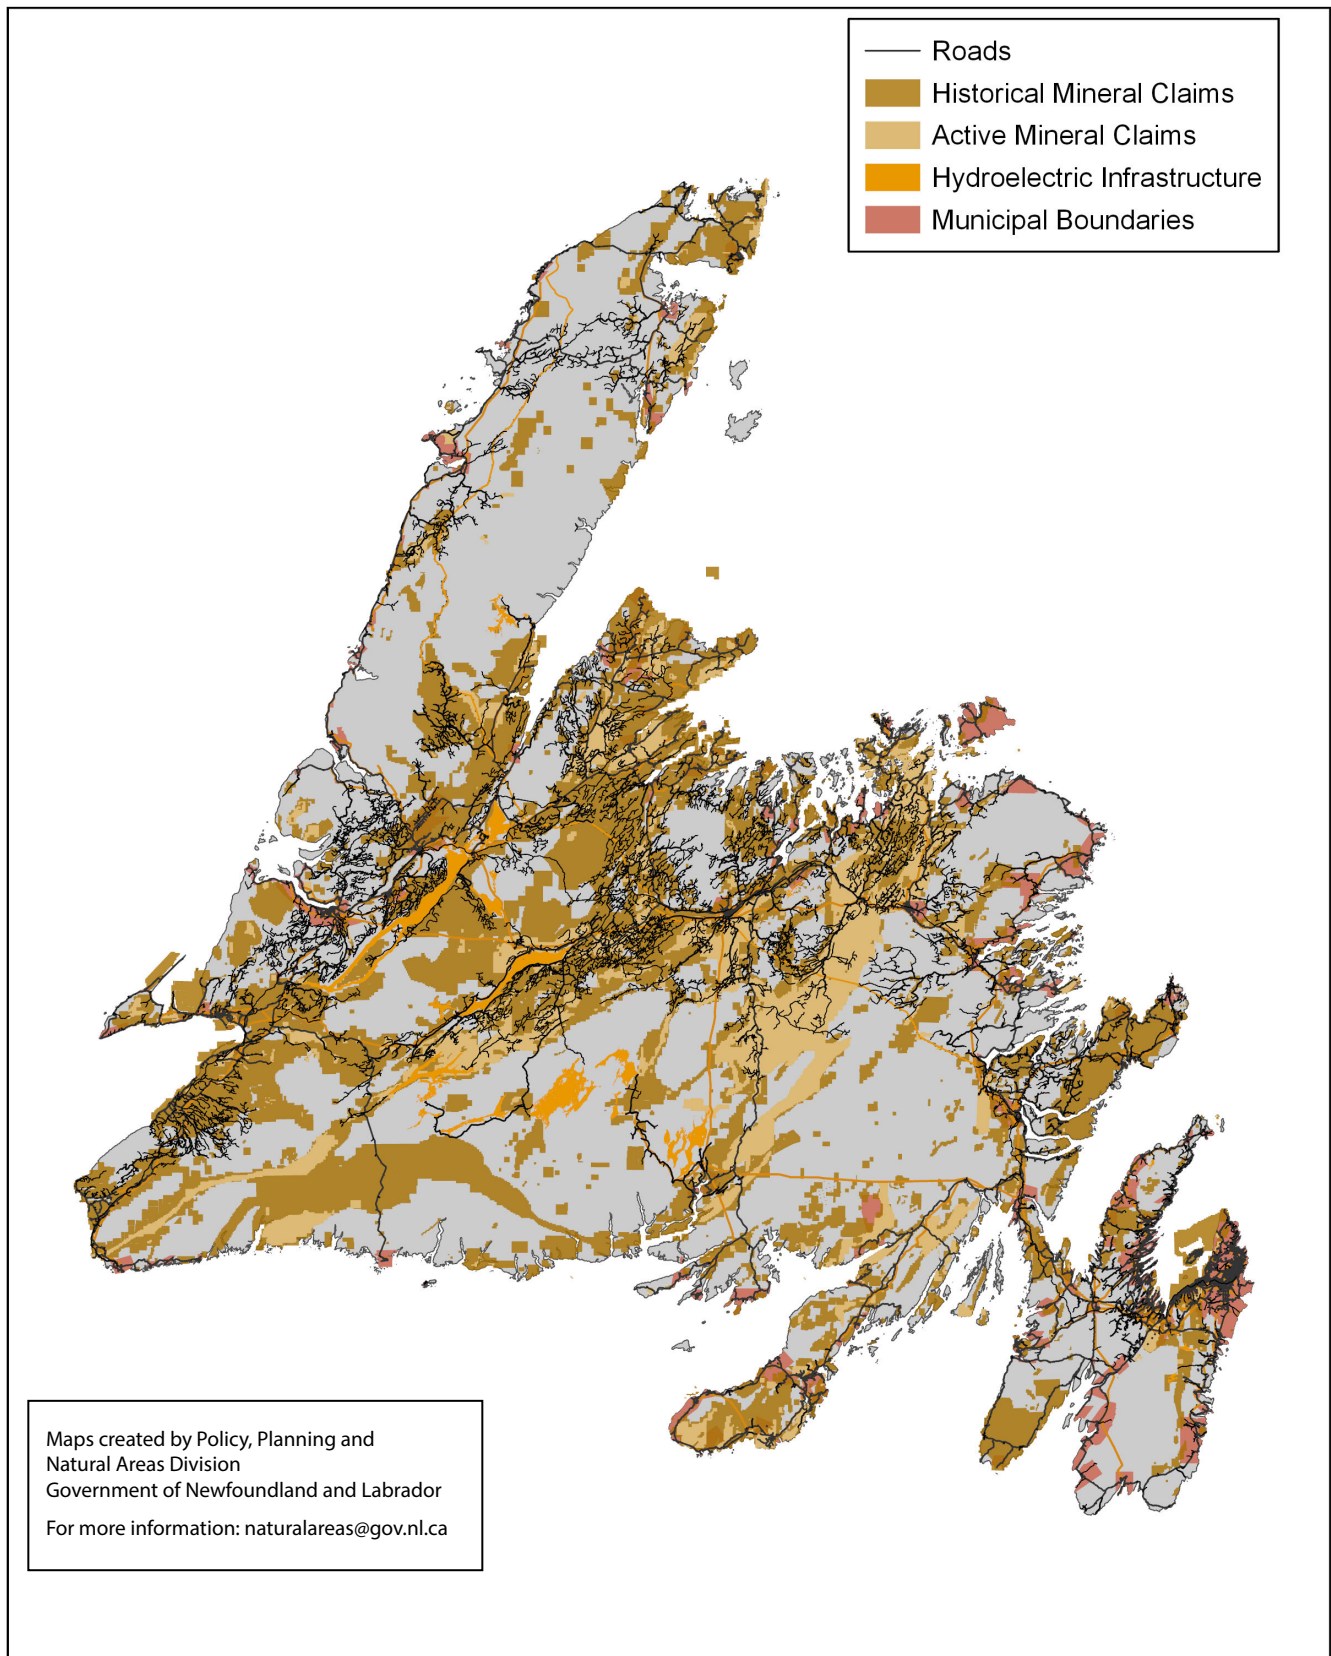 Roads
Historical Mineral Claims
Active Mineral Claims
Hydroelectric Infrastructure
Municipal Boundaries
Maps created by Policy, Planning and
Natural Areas Division
Government of Newfoundland and Labrador
For more information: naturalareas@gov.nl.ca